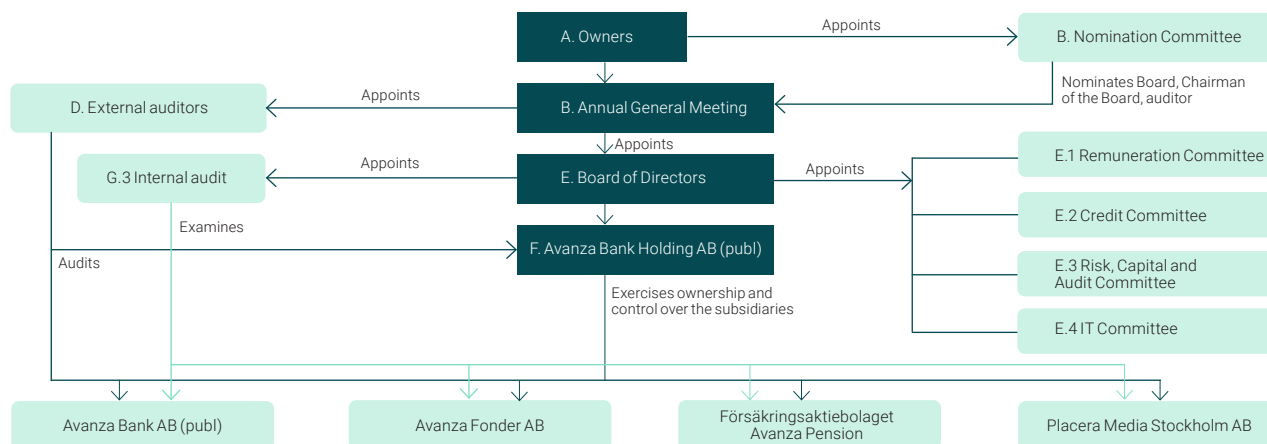 A. Owners
Appoints
B. Nomination Committee
Nominates Board, Chairman
of the Board, auditor
D. External auditors
Appoints
B. Annual General Meeting
Appoints
E.1 Remuneration Committee
G.3 Internal audit
Appoints
E. Board of Directors
Appoints
E.2 Credit Committee
Examines
Audits
F. Avanza Bank Holding AB (publ)
E.3 Risk, Capital and
Audit Committee
Exercises ownership and
control over the subsidiaries
E.4 IT Committee
Avanza Bank AB (publ)
Avanza Fonder AB
Försäkringsaktiebolaget
Avanza Pension
Placera Media Stockholm AB